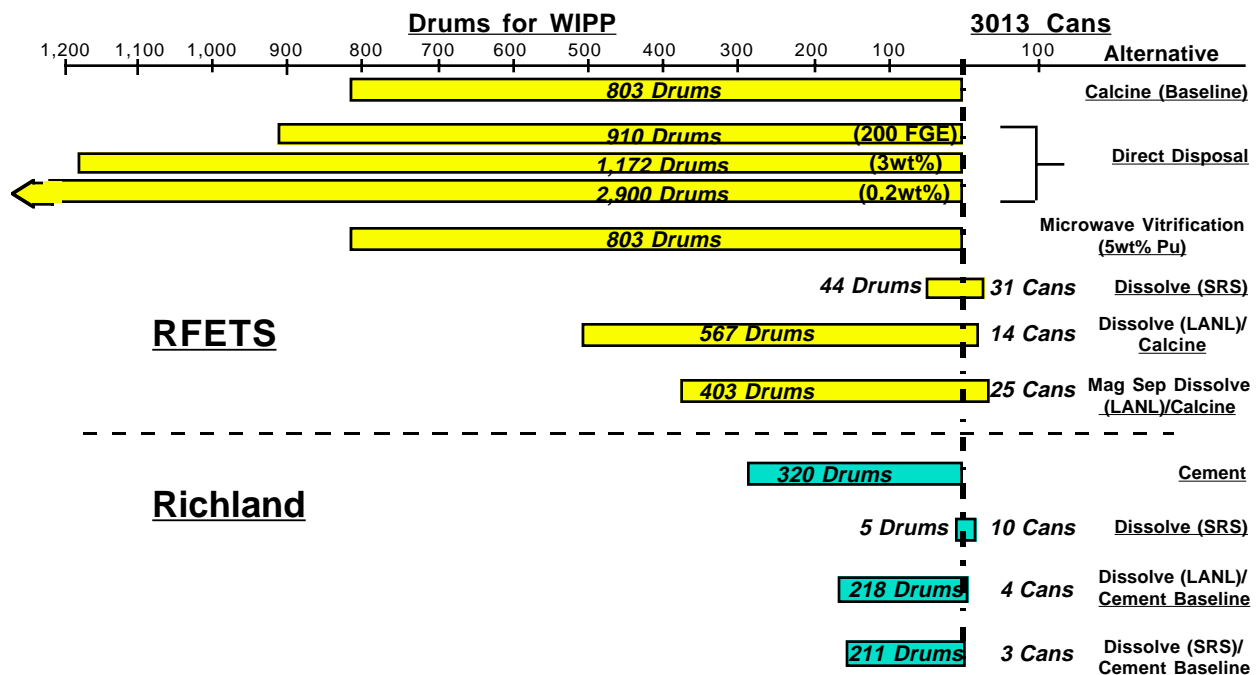 Drums for WIPP 3013 Cans
1,200 1,100 1,000 900 800 700 600 500 400 300 200 100 100 Alternative
803 Drums Calcine (Baseline)
910 Drums (200 FGE)
1,172 Drums (3wt%) Direct Disposal
2,900 Drums (0.2wt%)
803 Drums Microwave Vitrification
(5wt% Pu)
44 Drums 31 Cans Dissolve (SRS)
RFETS 567 Drums 14 Cans Dissolve (LANL)/
Calcine
403 Drums 25 Cans Mag Sep Dissolve
(LANL)/Calcine
320 Drums Cement
Richland
5 Drums 10 Cans Dissolve (SRS)
218 Drums 4 Cans Dissolve (LANL)/
Cement Baseline
211 Drums 3 Cans Dissolve (SRS)/
Cement Baseline